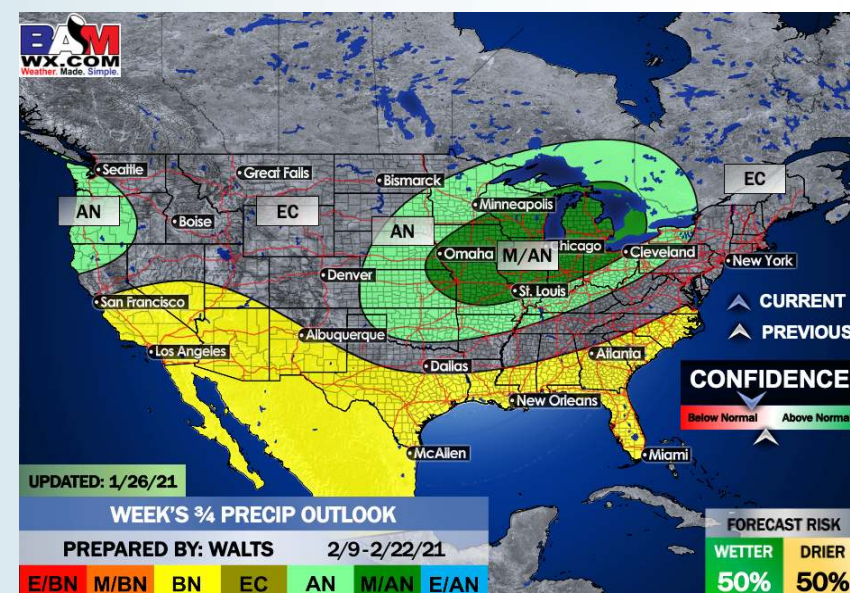 BAM
WX.COM
Weather. Made. Simple.
Seattle
Great Falls
Bismarck
EC
AN
Boise
EC
Minneapolis
AN
Omaha
M/AN
Chicago
Cleveland
New York
Denver
St. Louis
San Francisco
CURRENT
PREVIOUS
Los Angeles
Albuquerque
Dallas
Atlanta
CONFIDENCE
Below Normal Above Norma
New Orleans
McAllen
Miami
UPDATED: 1/26/21
WEEK'S ¾ PRECIP OUTLOOK
PREPARED BY: WALTS 2/9-2/22/21
E/BN M/BN BN EC AN M/AN E/AN
FORECAST RISK
WETTER DRIER
50% 50%